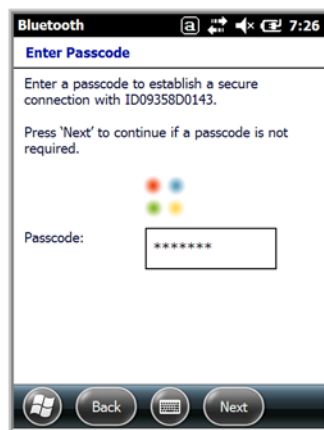 Bluetooth a 7:26
Enter Passcode
Enter a passcode to establish a secure
connection with ID09358D0143.
Press `Next' to continue if a passcode is not
required.
Passcode: *******
Back Next